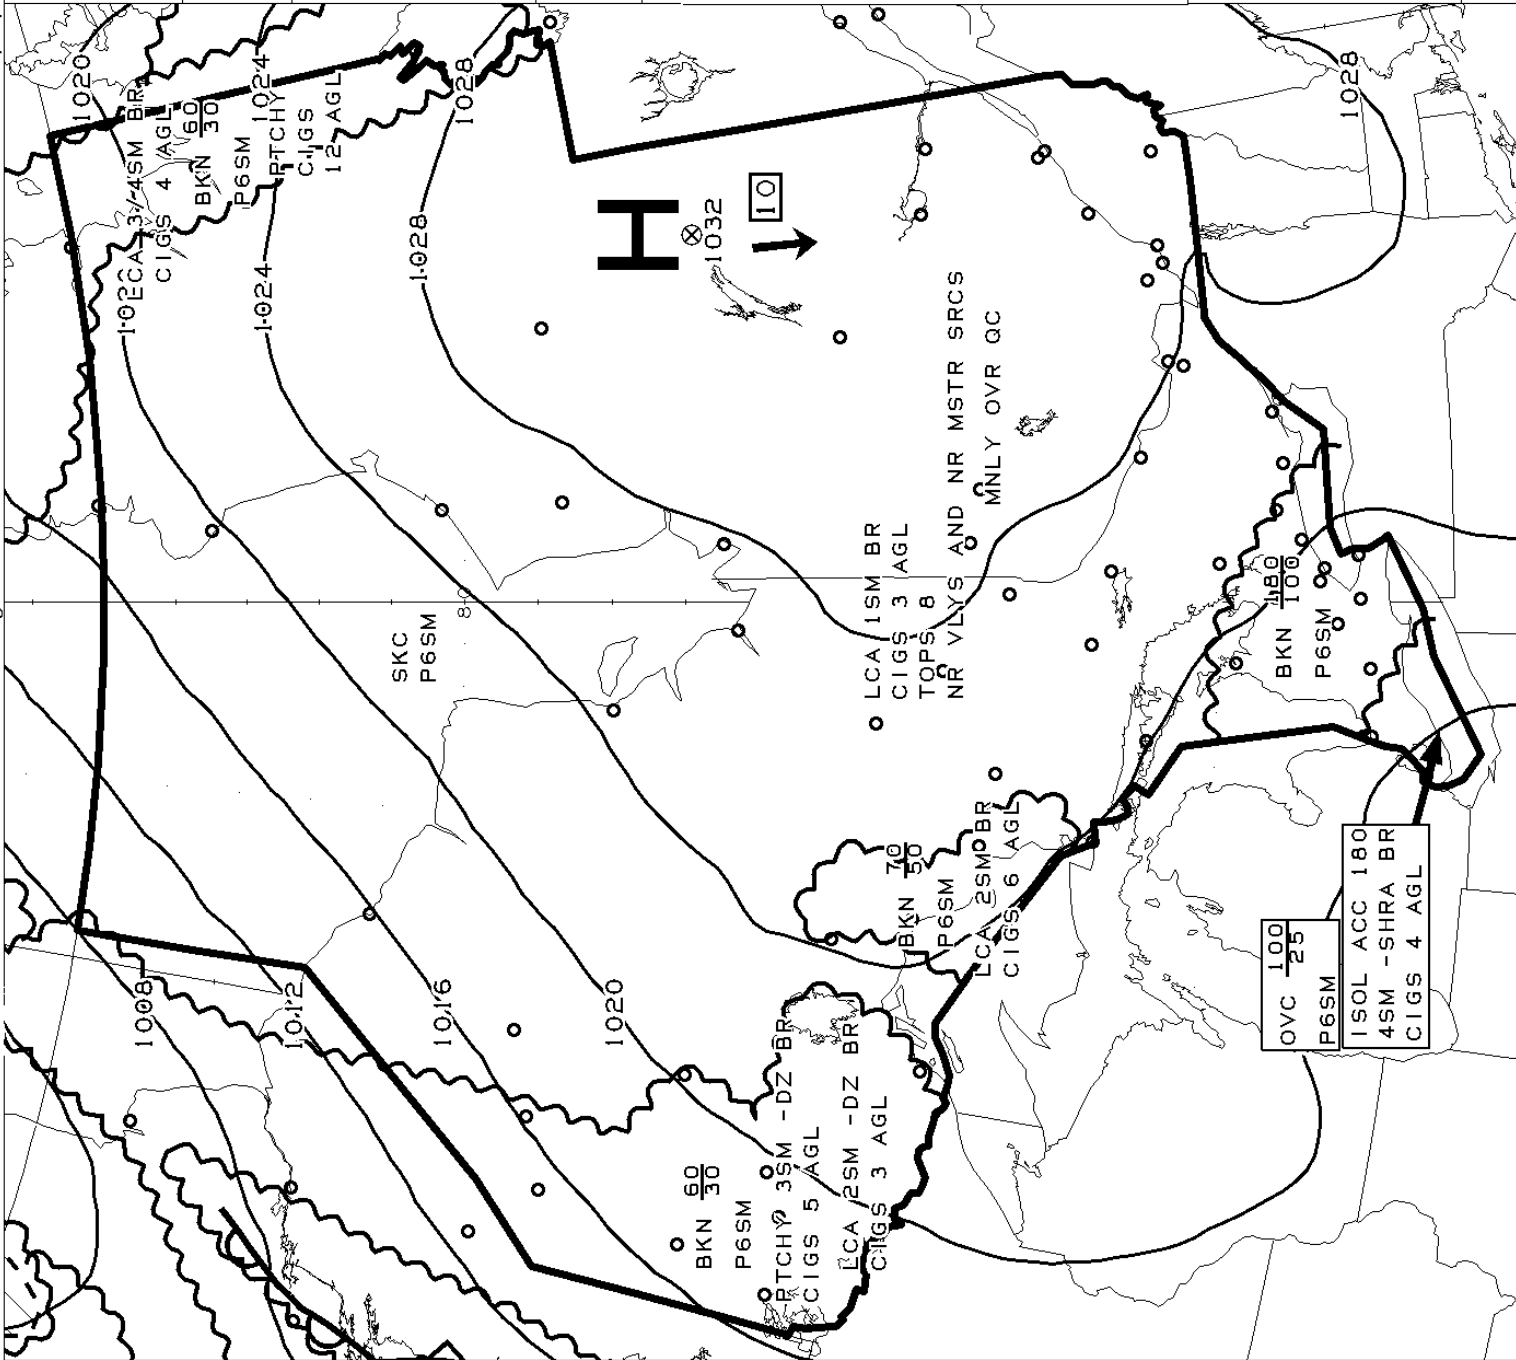 1020
LCA 3/4SM BR
1008
CIGS 4 AGL
BKN 60
30
P6SM
1024
1024
PTCHY
1012
CIGS
12 AGL
SKC
P6SM
1028
1016
1028
1020
H
1032
BKN 60
30
P6SM
10
PTCHY 3SM -DZ BR
CIGS 5 AGL
LCA 2SM -DZ BR
CIGS 3 AGL
LCA 1SM BR
CIGS 3 AGL
TOPS 8
NR VLYS AND NR MSTR SRCS
MNLY OVR QC
BKN 70
50
P6SM
LCA 2SM BR
CIGS 6 AGL
BKN 180
100
P6SM
OVC 100
25
P6SM
ISOL ACC 180
4SM -SHRA BR
CIGS 4 AGL
1028